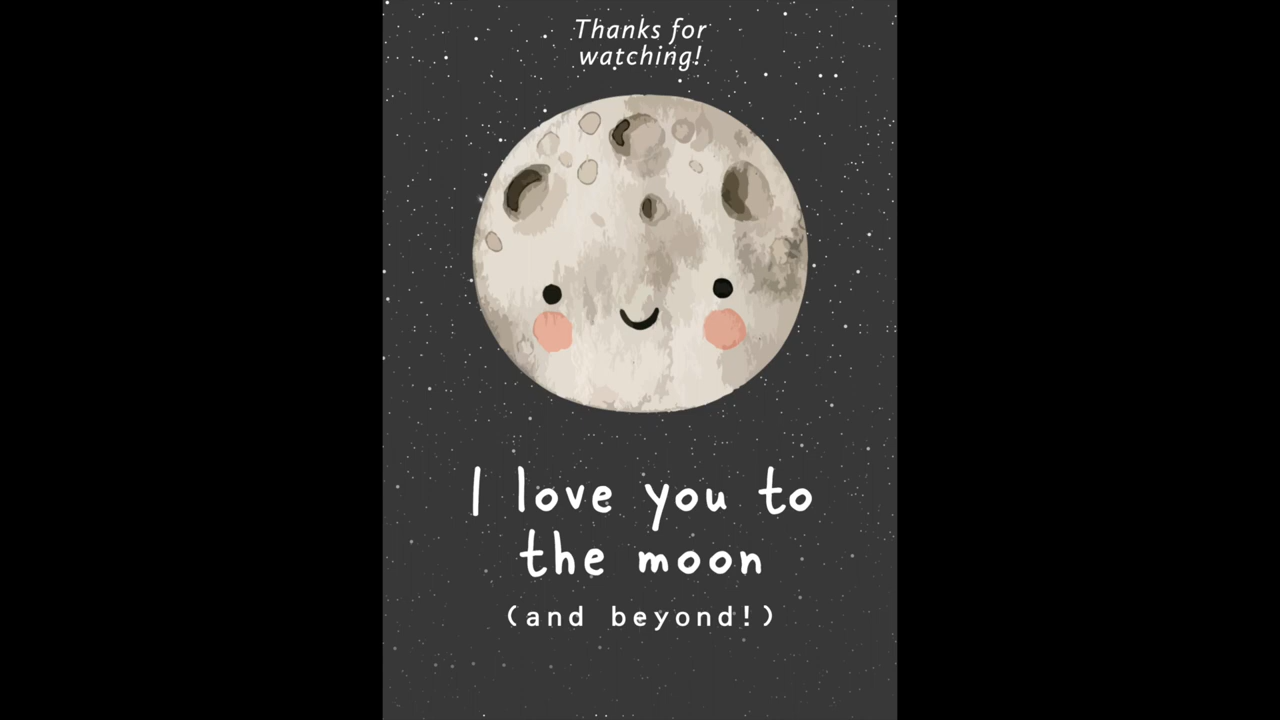 Thanks for
watching!
I love you to
the moon
(and beyond!)